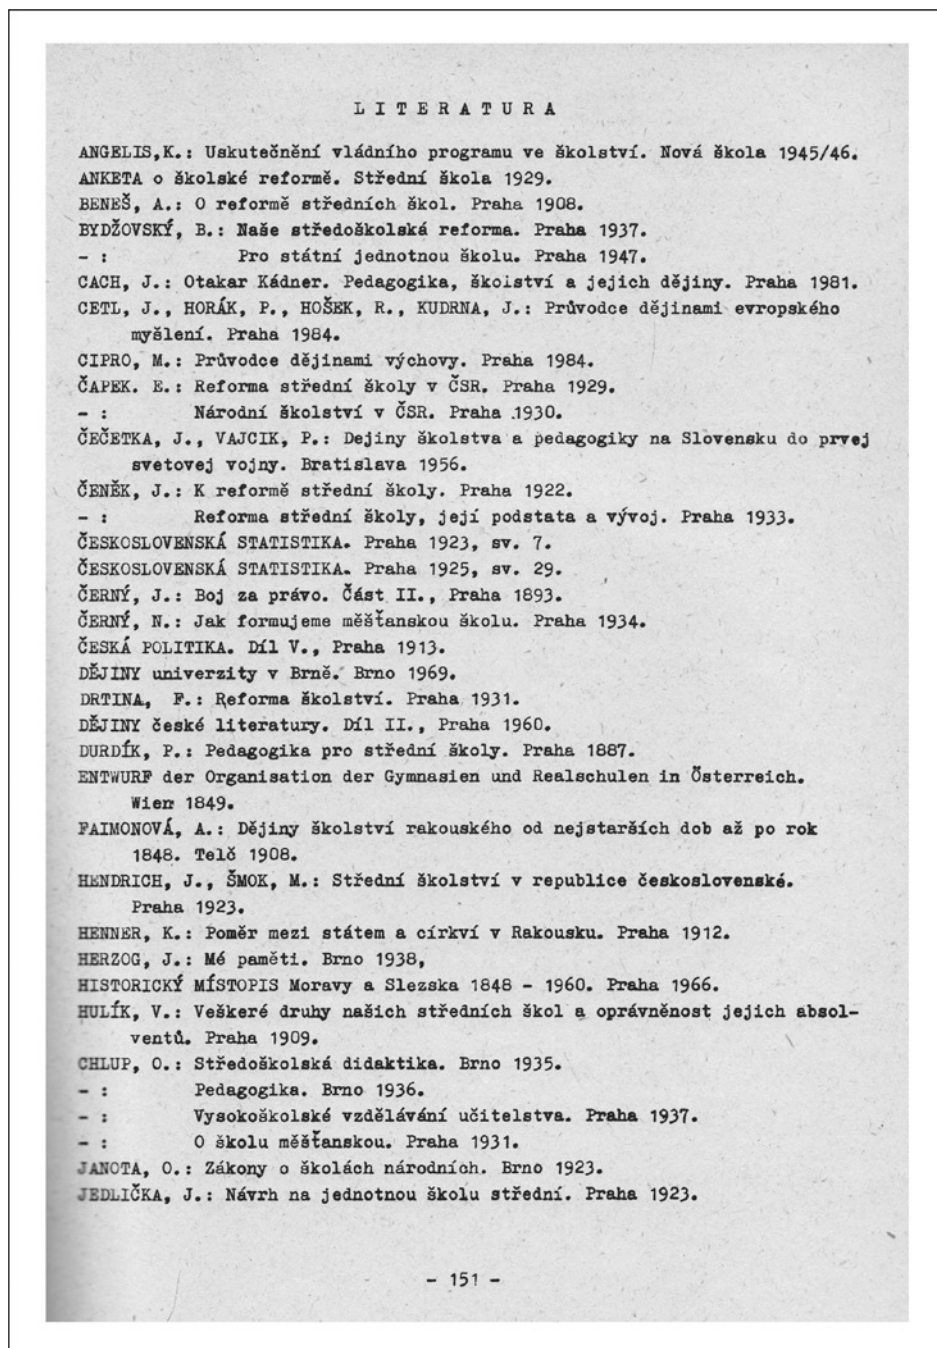 LITERATURA
ANGELIS,K.: Uskutečnění vládního programu ve školství. Nová škola 1945/46.
ANKETA o školské reformě. Střední škola 1929.
BENEŠ, A.: O reformě středních škol. Praha 1908.
BYDŽOVSKÝ, B.: Naše středoškolská reforma. Praha 1937.
- : Pro státní jednotnou školu. Praha 1947.
CACH, J.: Otakar Kádner. Pedagogika, školství a jejich dějiny. Praha 1981.
CETL, J., HORÁK, P., HOŠEK, R., KUDRNA, J.: Průvodce dějinami evropského
myšlení. Praha 1984.
CIPRO, M.: Průvodce dějinami výchovy. Praha 1984.
ČAPEK. E.: Reforma střední školy v ČSR. Praha 1929.
- : Národní školství v ČSR. Praha 1930.
ČEČETKA, J., VAJCIK, P.: Dejiny školstva a pedagogiky na Slovensku do prvej
svetovej vojny. Bratislava 1956.
ČENĚK, J.: K reformě střední školy. Praha 1922.
- : Reforma střední školy, její podstata a vývoj. Praha 1933.
ČESKOSLOVENSKÁ STATISTIKA. Praha 1923, sv. 7.
ČESKOSLOVENSKÁ STATISTIKA. Praha 1925, sv. 29.
ČERNÝ, J.: Boj za právo. Část II., Praha 1893.
ČERNÝ, N.: Jak formujeme měšťanskou školu. Praha 1934.
ČESKÁ POLITIKA. Díl V., Praha 1913.
DĚJINY univerzity v Brně. Brno 1969.
DRTINA, F.: Reforma školství. Praha 1931.
DĚJINY české literatury. Díl II., Praha 1960.
DURDÍK, P.: Pedagogika pro střední školy. Praha 1887.
ENTWURF der Organisation der Gymnasien und Realschulen in Österreich.
Wien 1849.
FAIMONOVÁ, A.: Dějiny školství rakouského od nejstarších dob až po rok
1848. Telč 1908.
HENDRICH, J., ŠMOK, M.: Střední školství v republice československé.
Praha 1923.
HENNER, K.: Poměr mezi státem a církví v Rakousku. Praha 1912.
HERZOG, J.: Mé paměti. Brno 1938,
HISTORICKÝ MÍSTOPIS Moravy a Slezska 1848 - 1960. Praha 1966.
HULÍK, V.: Veškeré druhy našich středních škol a oprávněnost jejich absol-
ventů. Praha 1909.
CHLUP, O.: Středoškolská didaktika. Brno 1935.
- : Pedagogika. Brno 1936.
- : Vysokoškolské vzdělávání učitelstva. Praha 1937.
- : O školu měšťanskou. Praha 1931.
JANOTA, O.: Zákony o školách národních. Brno 1923.
JEDLIČKA, J.: Návrh na jednotnou školu střední. Praha 1923.
- 151 -